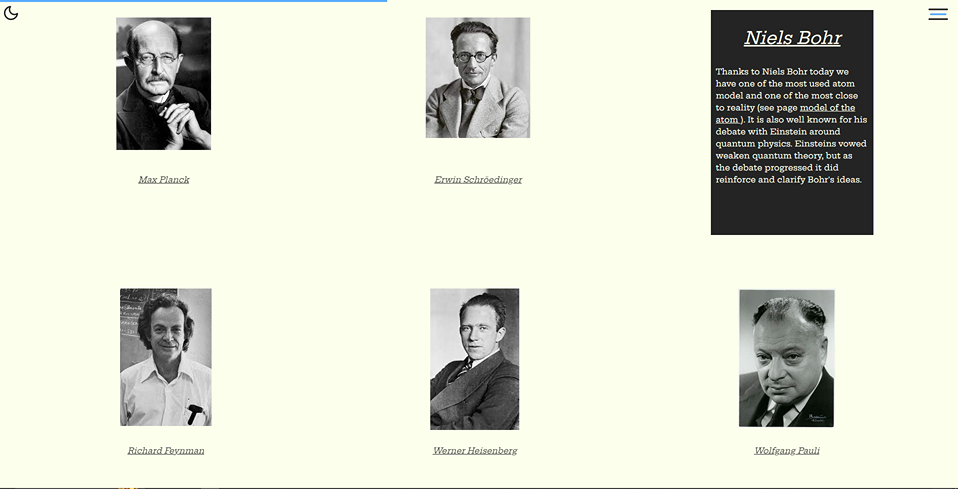 Max Planck
Erwin Schröedinger
Niels Bohr
Thanks to Niels Bohr today we
have one of the most used atom
model and one of the most close
to reality (see page model of the
atom ). It is also well known for his
debate with Einstein around
quantum physics. Einsteins vowed
weaken quantum theory, but as
the debate progressed it did
reinforce and clarify Bohr's ideas.
Richard Feynman
Werner Heisenberg
Wolfgang Pauli